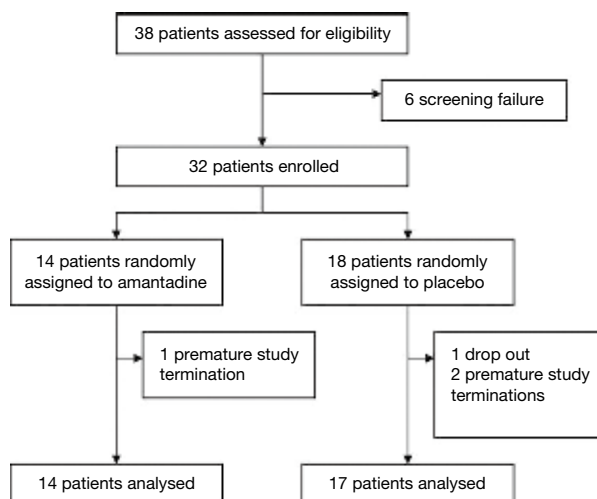 38 patients assessed for eligibility
6 screening failure
32 patients enrolled
14 patients randomly
assigned to amantadine
18 patients randomly
assigned to placebo
1 premature study
termination
1 drop out
2 premature study
terminations
14 patients analysed
17 patients analysed